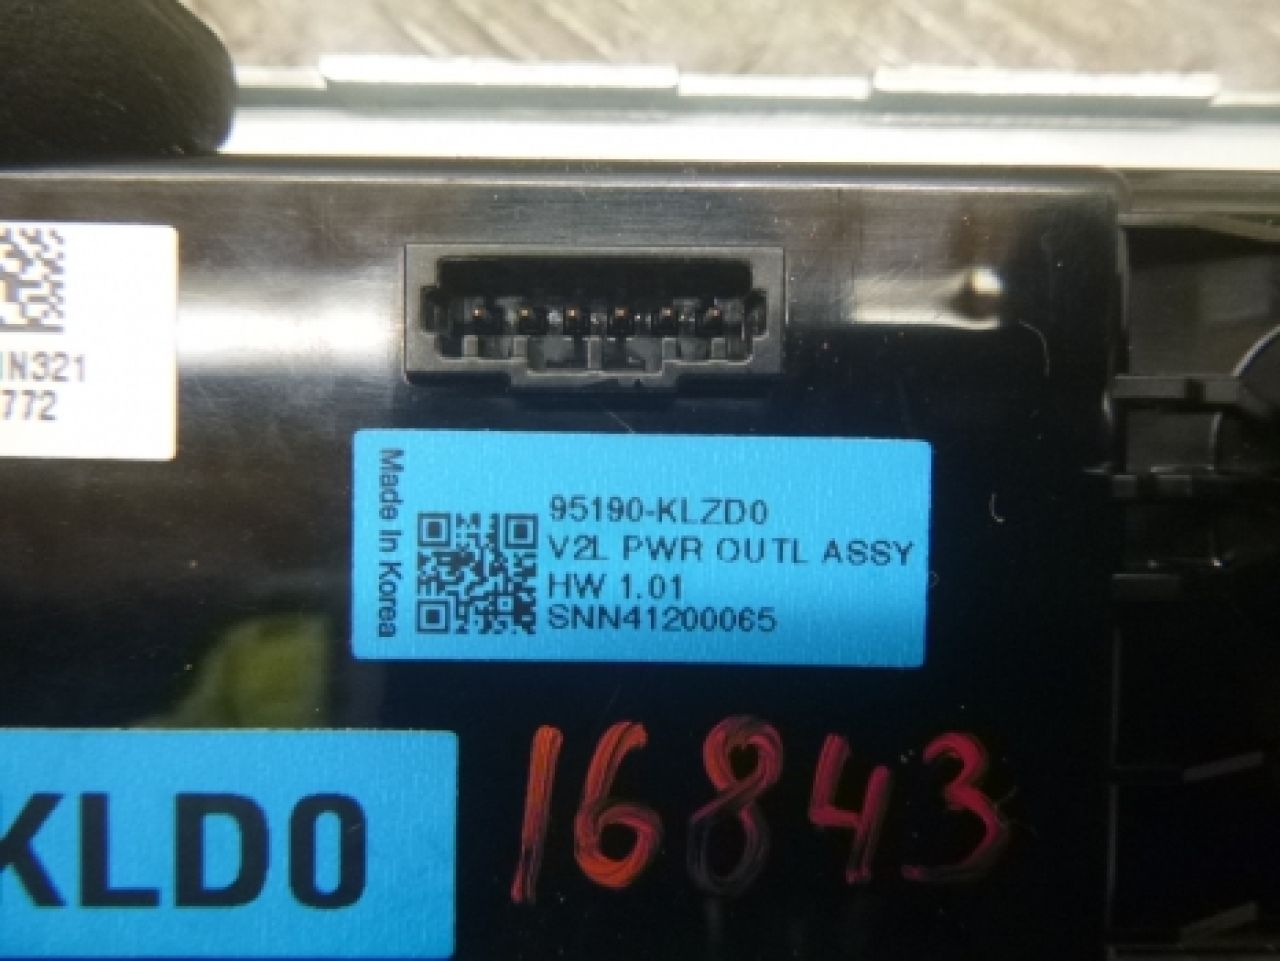 IN321
772
Made In Korea
95190-KLZD0
V2L PWR OUTL ASSY
HW 1.01
SNN41200065
KLD0
16843